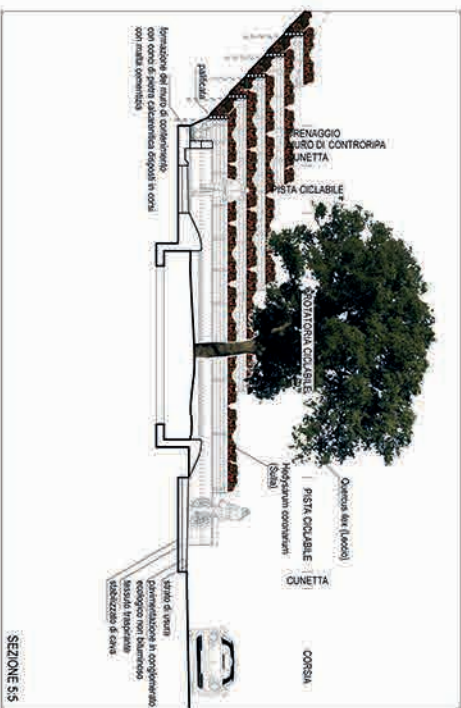 DRENAGGIO
MURO DI CONTRORIPA
CUNETTA
PISTA CICLABILE
ROTATORIA CICLABILE
PISTA CICLABILE
CUNETTA
CORSIA
palificata
formazione del muro di contenimento
con conci di pietra calcarenitica disposti in corsi
con malta cementizia
Quercus ilex (Leccio)
Hedysarum coronarium
(Sulla)
strato di usura
pavimentazione in conglomerato
ecologico non bituminoso
tessuto traspirante
stabilizzato di cava
SEZIONE 5:5